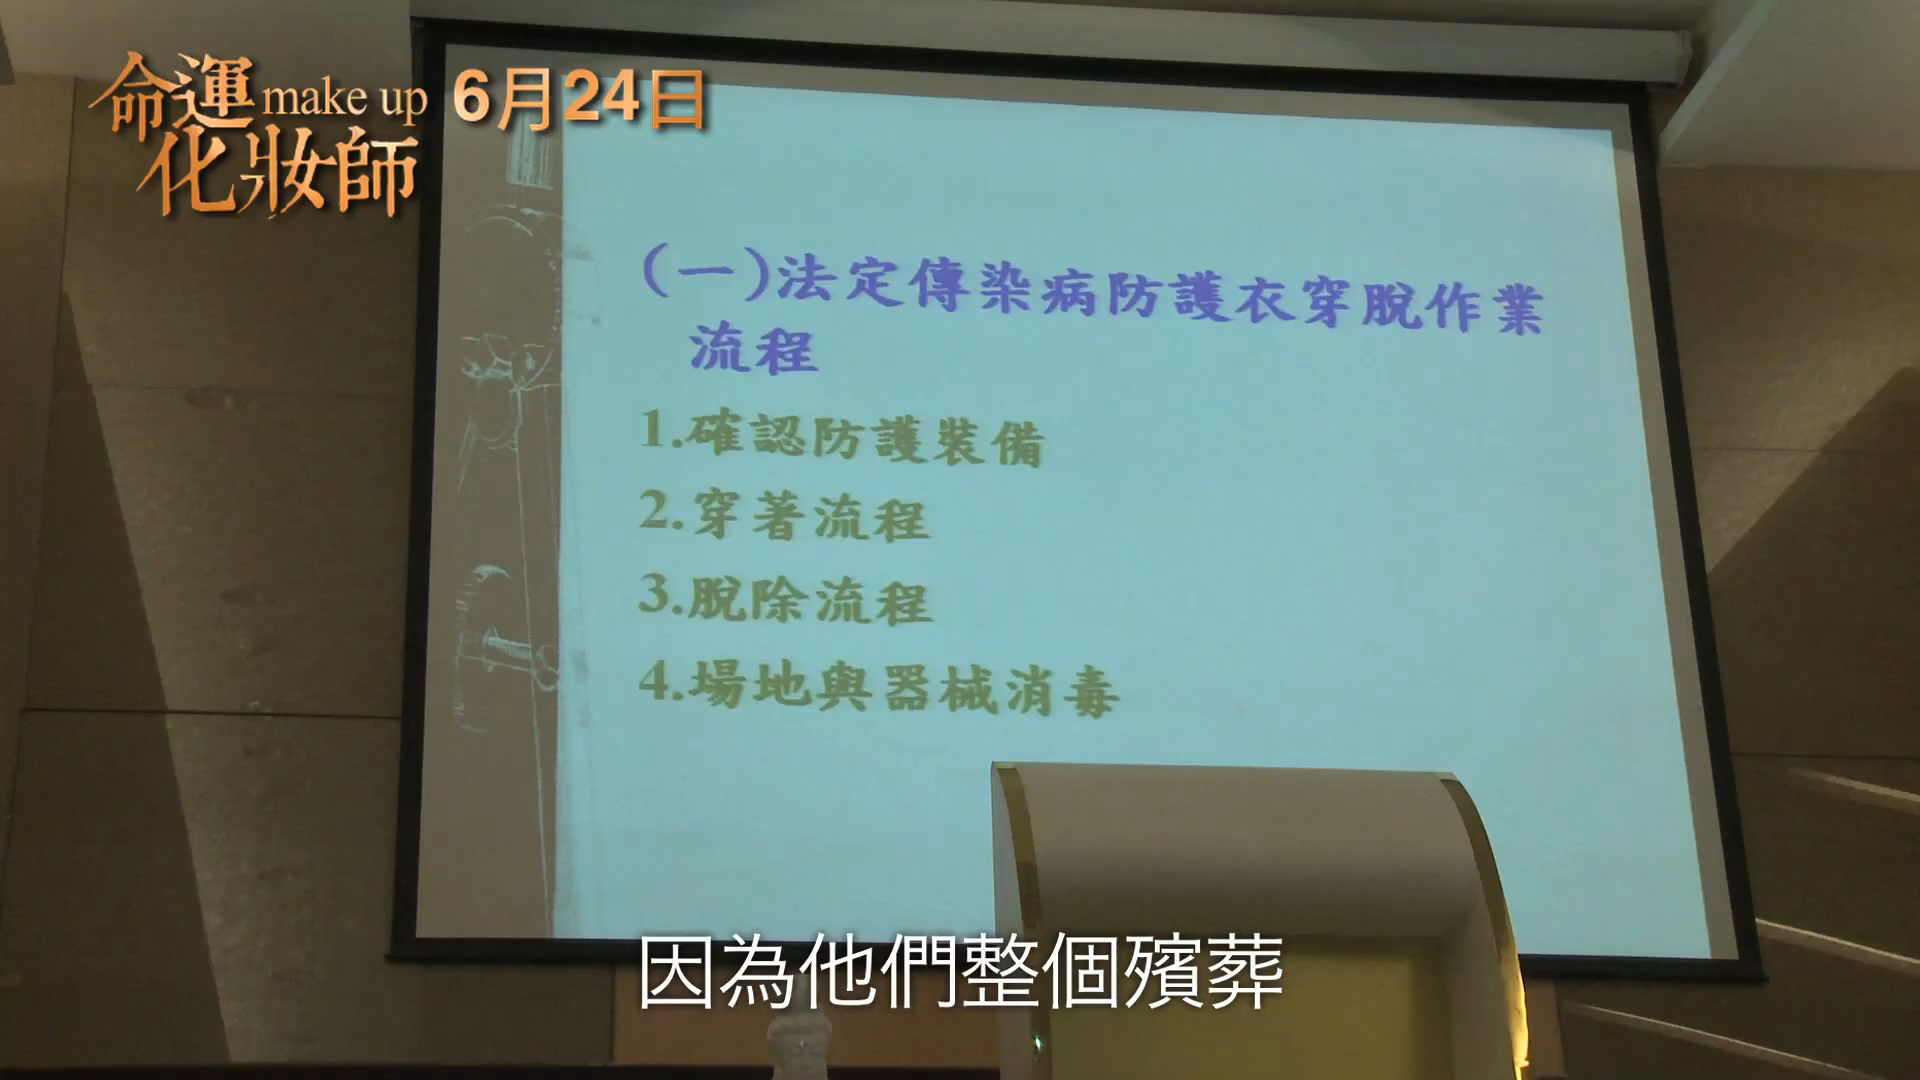 命運 make up 6月24日
化妝師
(一)法定傳染病防護衣穿脫作業
流程
1.確認防護裝備
2.穿著流程
3.脫除流程
4.場地與器械消毒
因為他們整個殯葬